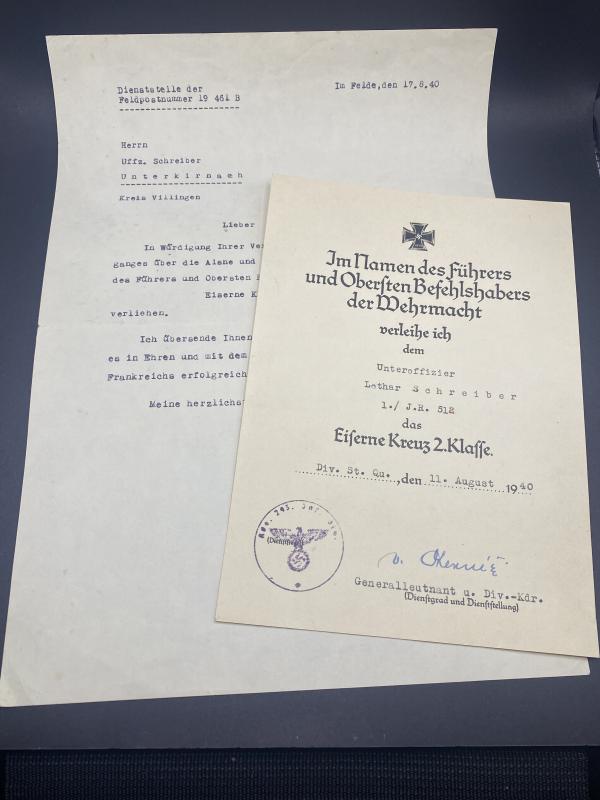 Dienststelle der
Feldpostnummer 19 461 B
Im Felde,den 17.8.40
Herrn
Uffz. Schreiber
Unterkirnach
Kreis Villingen
Lieber
In Würdigung Ihrer
ganges über die Aisne und
des Führers und Obersten
Eiserne K
verliehen.
Ich übersende Ihnen
es in Ehren und mit dem
Frankreichs erfolgreich
Meine herzlichst
Im Namen des Führers
und Obersten Befehlshabers
der Wehrmacht
verleihe ich
dem
Unteroffizier
Lothar Schreiber
1./ J.R. 512
das
Eiserne Kreuz 2.Klasse.
Div. St. Qu.,den 11. August 1940
(Dienstsiegel)
Generalleutnant u. Div.-Kdr.
(Dienstgrad und Dienststellung)